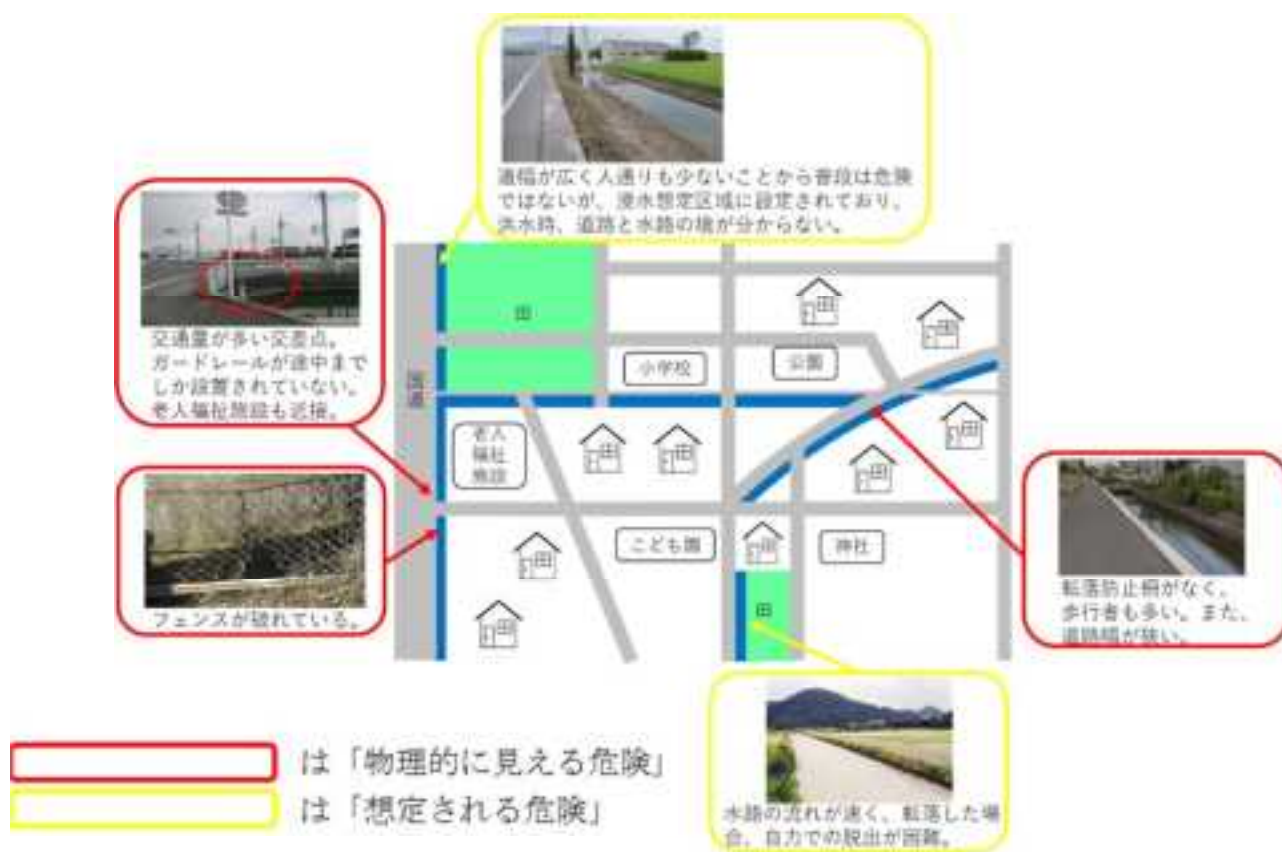 道幅が広く人通りも少ないことから普段は危険
ではないが、浸水想定区域に設定されており、
洪水時、道路と水路の境が分からない。
交通量が多い交差点。
ガードレールが途中まで
しか設置されていない。
老人福祉施設も近接。
フェンスが破れている。
国道
田
小学校
公園
老人
福祉
施設
こども園
神社
田
転落防止柵がなく、
歩行者も多い。また、
道路幅が狭い。
水路の流れが速く、転落した場
合、自力での脱出が困難。
は「物理的に見える危険」
は「想定される危険」